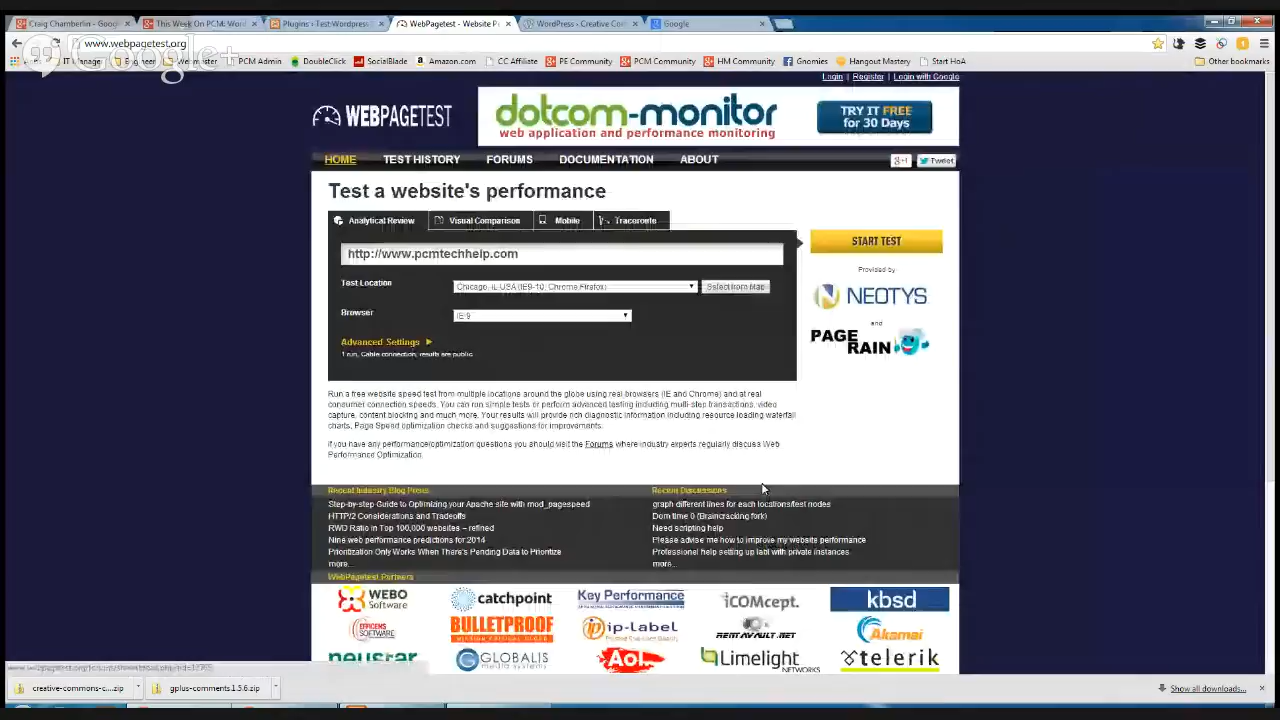 Craig Chamberlin - Google
This Week On PCM: Word
Plugins ‹ Test Wordpress
WebPagetest - Website P
WordPress › Creative Com
Google
Google+
www.webpagetest.org
IT Manage
Engineer
Webmaster
PCM Admin
DoubleClick
SocialBlade
Amazon.com
CC Affiliate
PE Community
PCM Community
HM Community
Gnomies
Hangout Mastery
Start HoA
Other bookmarks
Login | Register | Login with Google
WEBPAGETEST
dotcom-monitor
web application and performance monitoring
TRY IT FREE
for 30 Days
HOME TEST HISTORY FORUMS DOCUMENTATION ABOUT
g+1 Tweet
Test a website's performance
Analytical Review Visual Comparison Mobile Traceroute
http://www.pcmtechhelp.com
START TEST
Test Location Chicago, IL USA (IE9-10, Chrome,Firefox) Select from Map
Browser IE 9
Advanced Settings
1 run, Cable connection, results are public
Provided by
NEOTYS
and
PAGE
RAIN
Run a free website speed test from multiple locations around the globe using real browsers (IE and Chrome) and at real
consumer connection speeds. You can run simple tests or perform advanced testing including multi-step transactions, video
capture, content blocking and much more. Your results will provide rich diagnostic information including resource loading waterfall
charts, Page Speed optimization checks and suggestions for improvements.
If you have any performance/optimization questions you should visit the Forums where industry experts regularly discuss Web
Performance Optimization.
Recent Industry Blog Posts
Step-by-step Guide to Optimizing your Apache site with mod_pagespeed
HTTP/2 Considerations and Tradeoffs
RWD Ratio in Top 100,000 websites – refined
Nine web performance predictions for 2014
Prioritization Only Works When There's Pending Data to Prioritize
more...
Recent Discussions
graph different lines for each locations/test nodes
Dom time 0 (Braincracking fork)
Need scripting help
Please advise me how to improve my website performance
Professional help setting up lab with private instances
more...
WebPagetest Partners
WEBO
Software
catchpoint
Key Performance
iCOMcept.
kbsd
EFFICENS
SOFTWARE
BULLETPROOF
ip-label
RENTAVAULT.NET
Akamai
neustar
GLOBALIS
media systems
Aol.
Limelight
NETWORKS
telerik
creative-commons-c....zip
gplus-comments.1.5.6.zip
Show all downloads...